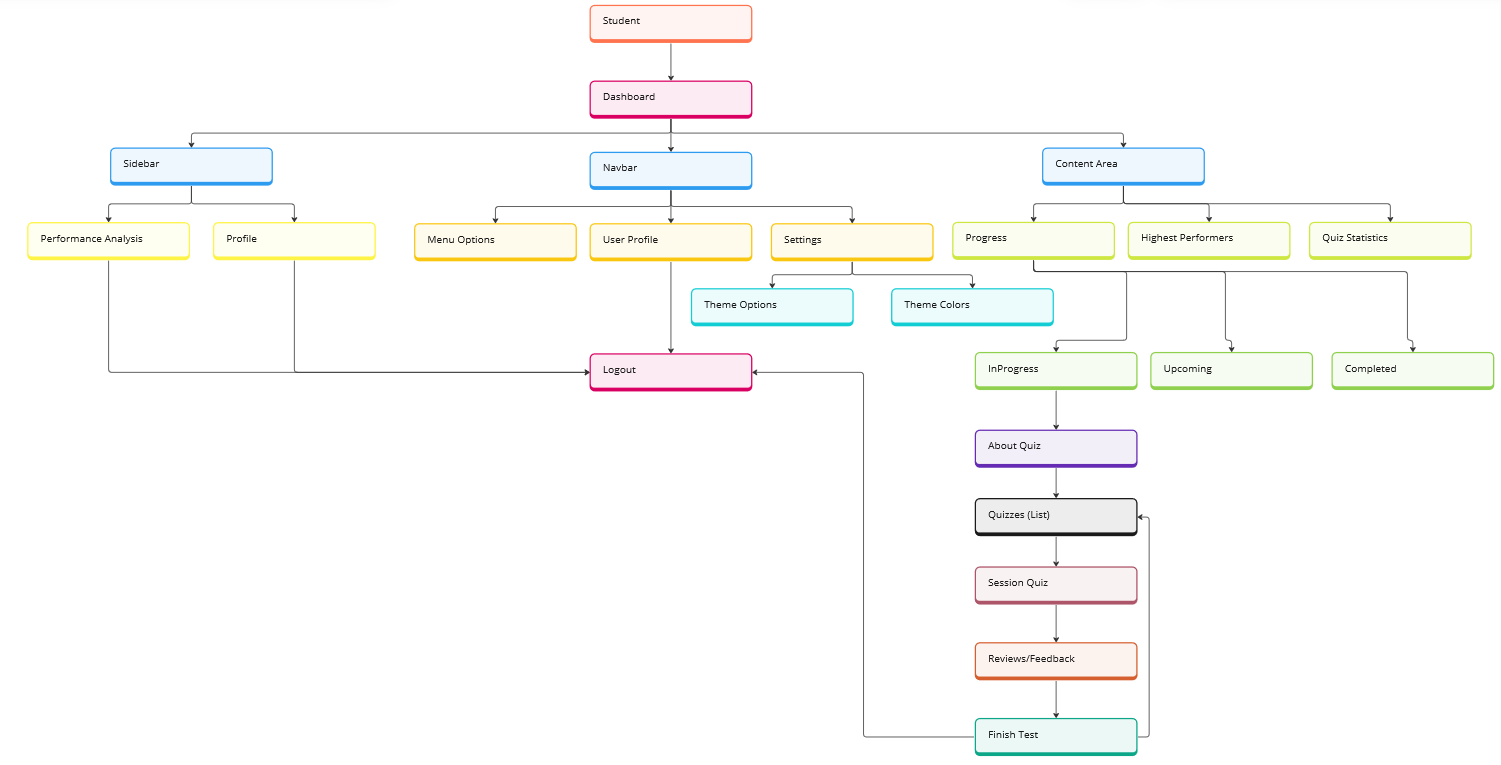 Student
Dashboard
Sidebar
Navbar
Content Area
Performance Analysis
Profile
Menu Options
User Profile
Settings
Progress
Highest Performers
Quiz Statistics
Theme Options
Theme Colors
Logout
InProgress
Upcoming
Completed
About Quiz
Quizzes (List)
Session Quiz
Reviews/Feedback
Finish Test